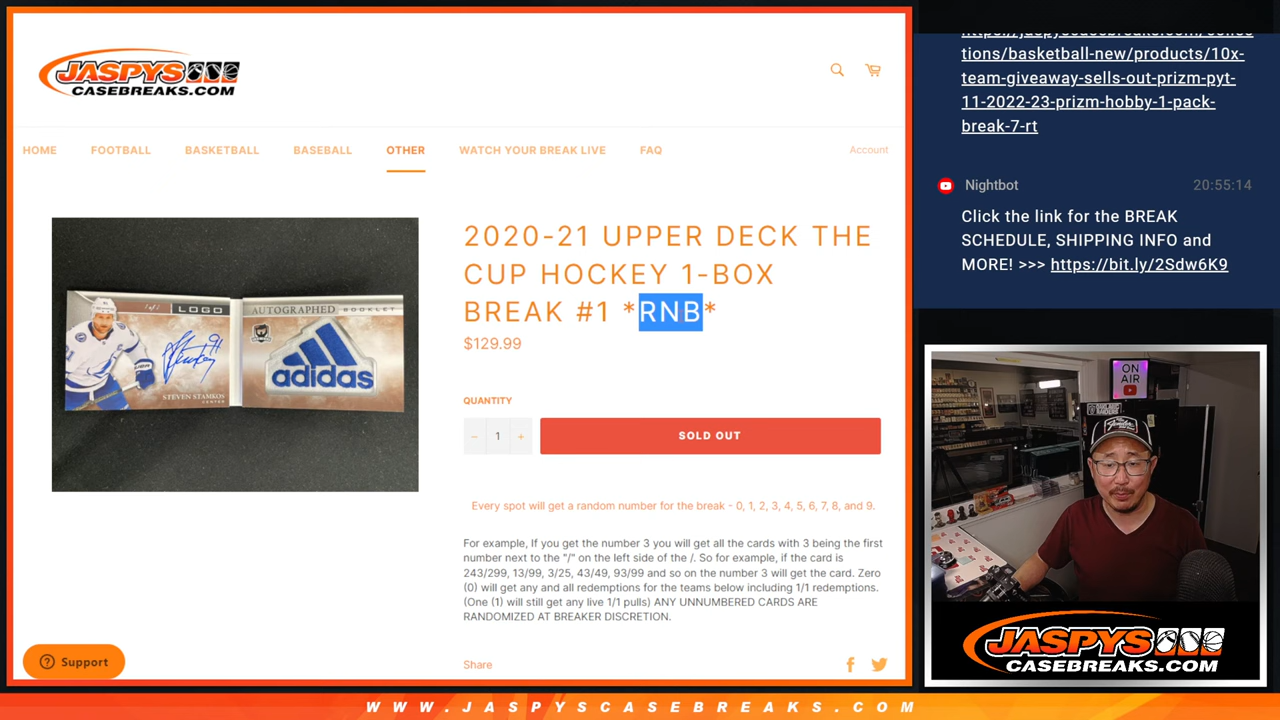 JASPYS
CASEBREAKS.COM
HOME
FOOTBALL
BASKETBALL
BASEBALL
OTHER
WATCH YOUR BREAK LIVE
FAQ
Account
LOGO
AUTOGRAPHED
BOOKLET
STEVEN STAMKOS
CENTER
adidas
2020-21 UPPER DECK THE
CUP HOCKEY 1-BOX
BREAK #1 *RNB*
$129.99
QUANTITY
− 1 +
SOLD OUT
Every spot will get a random number for the break - 0, 1, 2, 3, 4, 5, 6, 7, 8, and 9.
For example, If you get the number 3 you will get all the cards with 3 being the first
number next to the "/" on the left side of the /. So for example, if the card is
243/299, 13/99, 3/25, 43/49, 93/99 and so on the number 3 will get the card. Zero
(0) will get any and all redemptions for the teams below including 1/1 redemptions.
(One (1) will still get any live 1/1 pulls) ANY UNNUMBERED CARDS ARE
RANDOMIZED AT BREAKER DISCRETION.
Share
Support
https://jaspyscasebreaks.com/collec
tions/basketball-new/products/10x-
team-giveaway-sells-out-prizm-pyt-
11-2022-23-prizm-hobby-1-pack-
break-7-rt
Nightbot
20:55:14
Click the link for the BREAK
SCHEDULE, SHIPPING INFO and
MORE! >>> https://bit.ly/2Sdw6K9
ON
AIR
JASPYS
CASEBREAKS.COM
WWW.JASPYSCASEBREAKS.COM